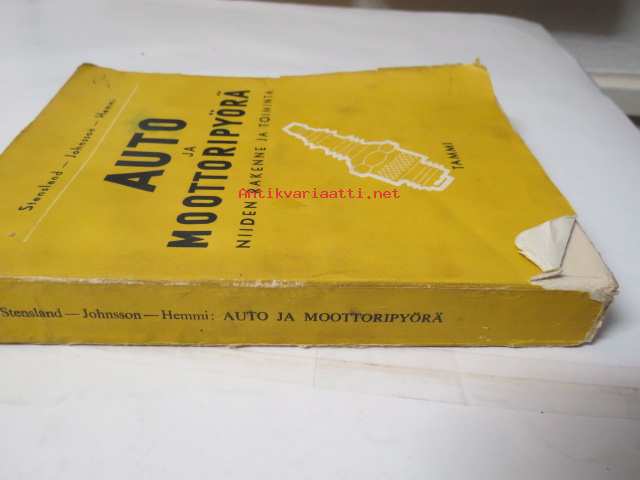 Stensland — Johnsson — Hemmi
AUTO
JA
MOOTTORIPYÖRÄ
NIIDEN RAKENNE JA TOIMINTA
TAMMI
Antikvariaatti.net
Stensland — Johnsson — Hemmi: AUTO JA MOOTTORIPYÖRÄ